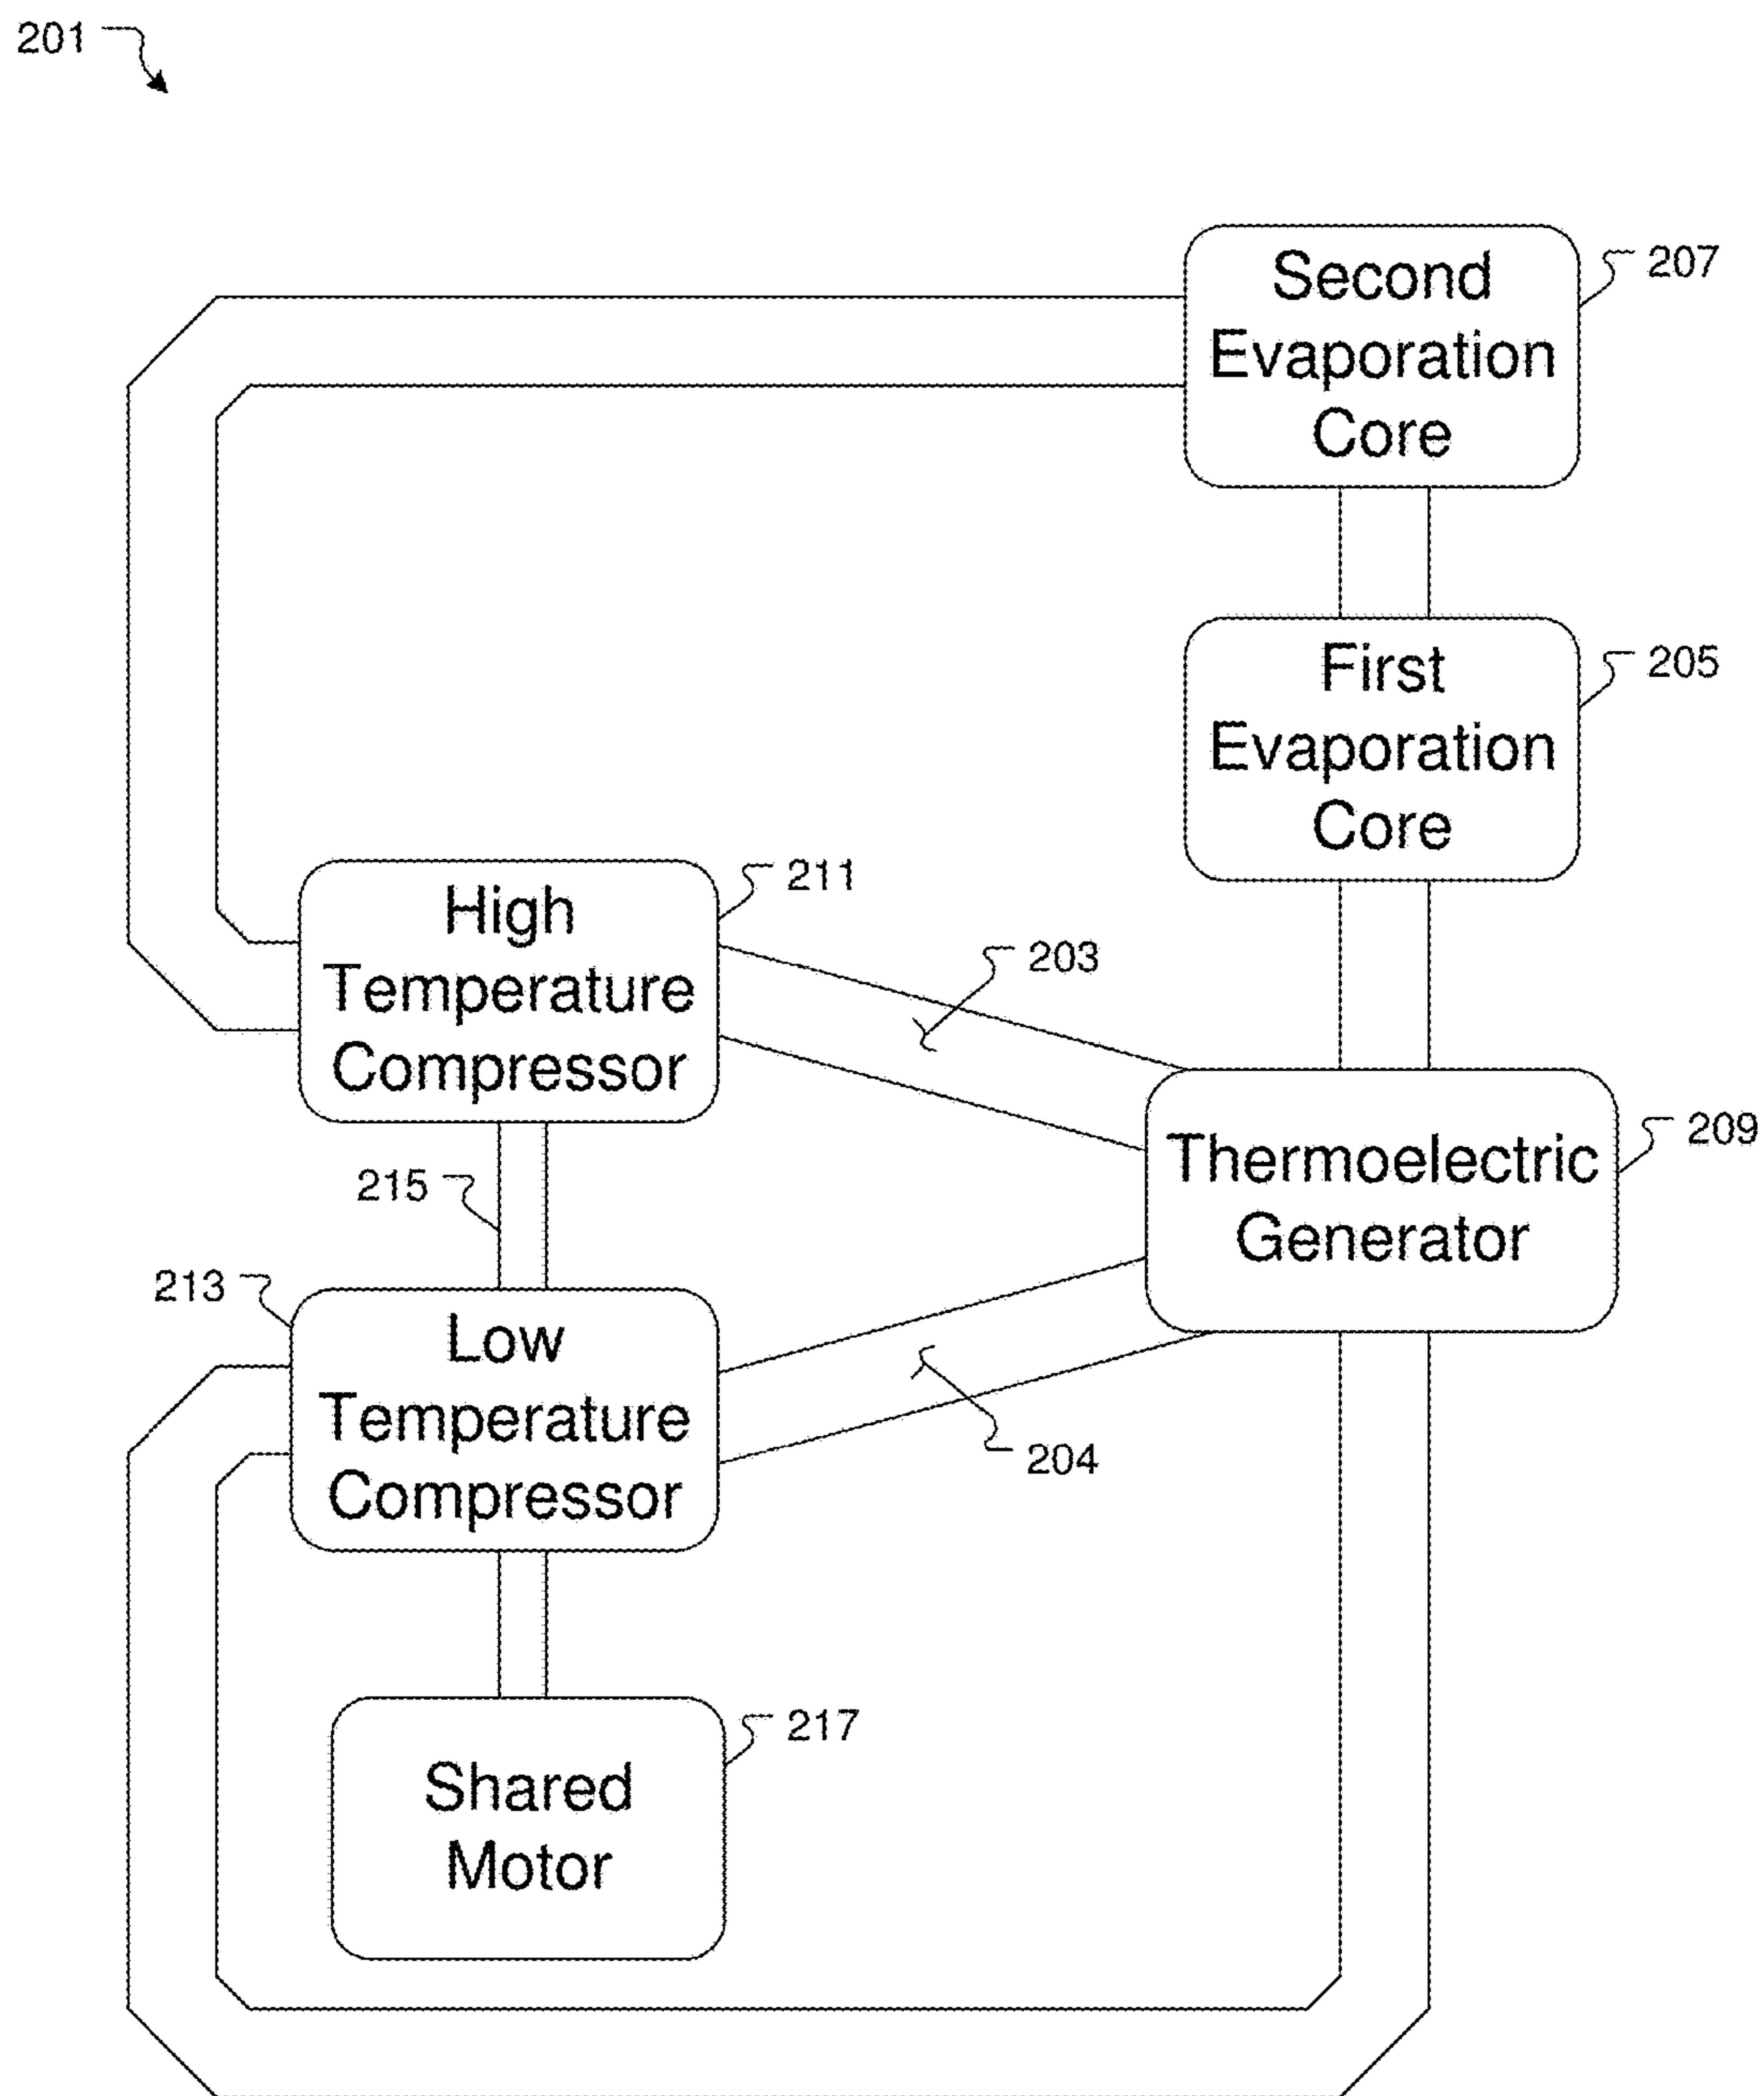 201
Second
Evaporation
Core
207
First
Evaporation
Core
205
High
Temperature
Compressor
211
203
Thermoelectric
Generator
209
215
213
Low
Temperature
Compressor
204
Shared
Motor
217